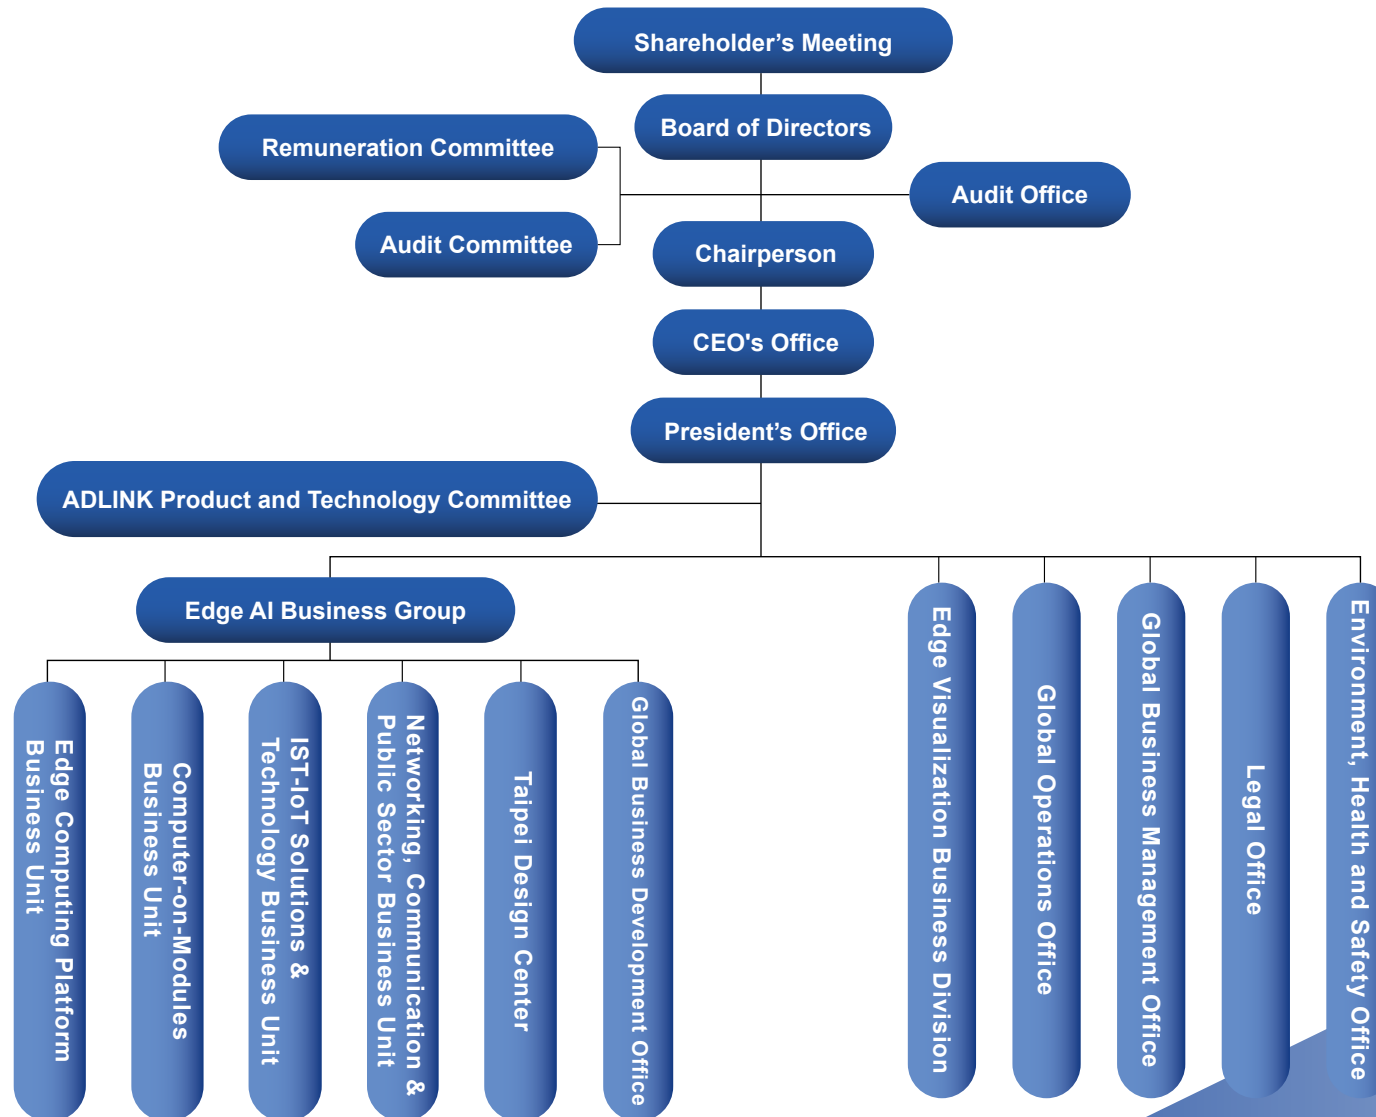 Shareholder’s Meeting
Board of Directors
Remuneration Committee
Audit Office
Audit Committee
Chairperson
CEO's Office
President’s Office
ADLINK Product and Technology Committee
Edge AI Business Group
Edge Computing Platform
Business Unit
Computer-on-Modules
Business Unit
IST-IoT Solutions &
Technology Business Unit
Networking, Communication &
Public Sector Business Unit
Taipei Design Center
Global Business Development Office
Edge Visualization Business Division
Global Operations Office
Global Business Management Office
Legal Office
Environment, Health and Safety Office